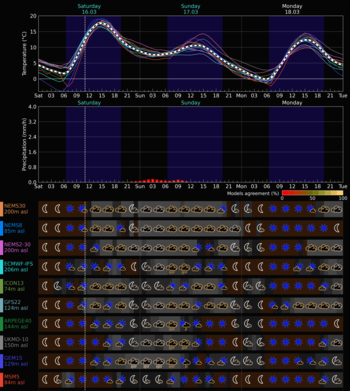 Saturday Sunday Monday
16.03 17.03 18.03
Temperature (°C)
20
15
10
5
0
Sat 03 06 09 12 15 18 21 Sun 03 06 09 12 15 18 21 Mon 03 06 09 12 15 18 21 Tue
Saturday Sunday Monday
Precipitation (mm/h)
4.0
3.2
2.4
1.6
0.8
0.0
Sat 03 06 09 12 15 18 21 Sun 03 06 09 12 15 18 21 Mon 03 06 09 12 15 18 21 Tue
Models agreement (%)
0 50 100
NEMS30
200m asl
NEMS8
85m asl
NEMS2-30
200m asl
ECMWF-IFS
206m asl
ICON13
74m asl
GFS22
124m asl
ARPEGE40
144m asl
UKMO-10
150m asl
GEM15
129m asl
MSM5
84m asl